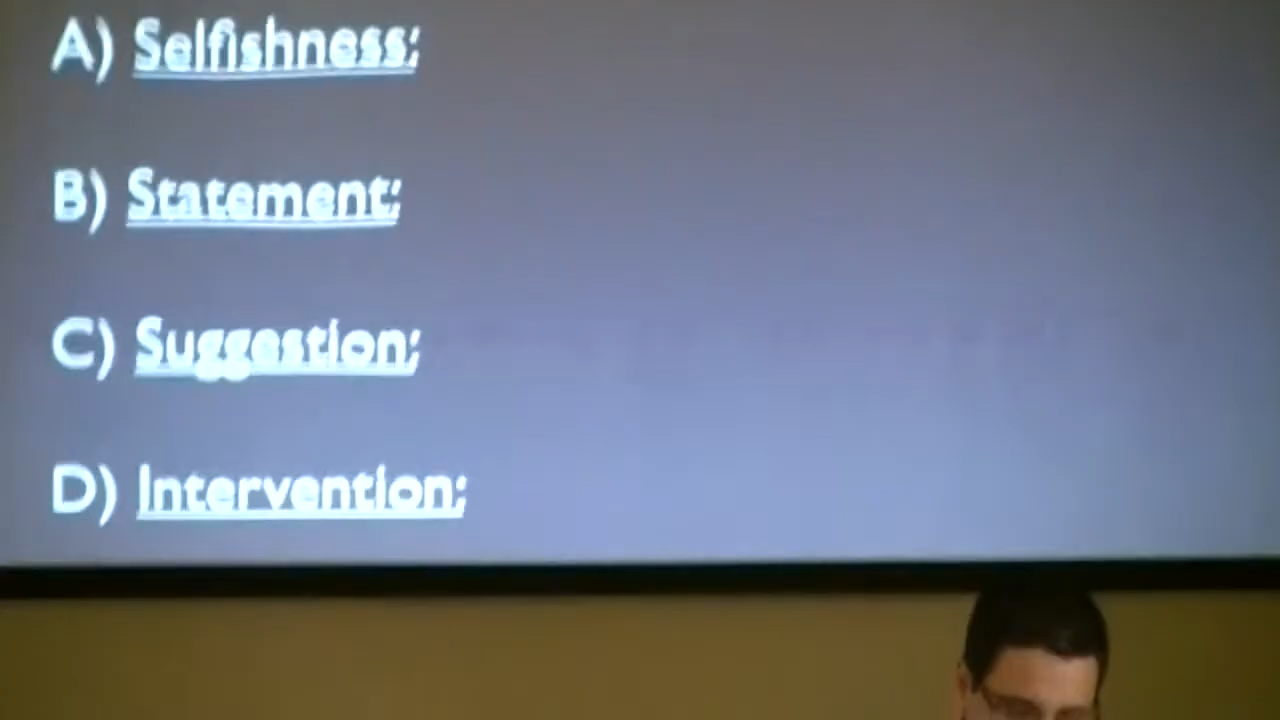 A) Selfishness:
B) Statement:
C) Suggestion:
D) Intervention: